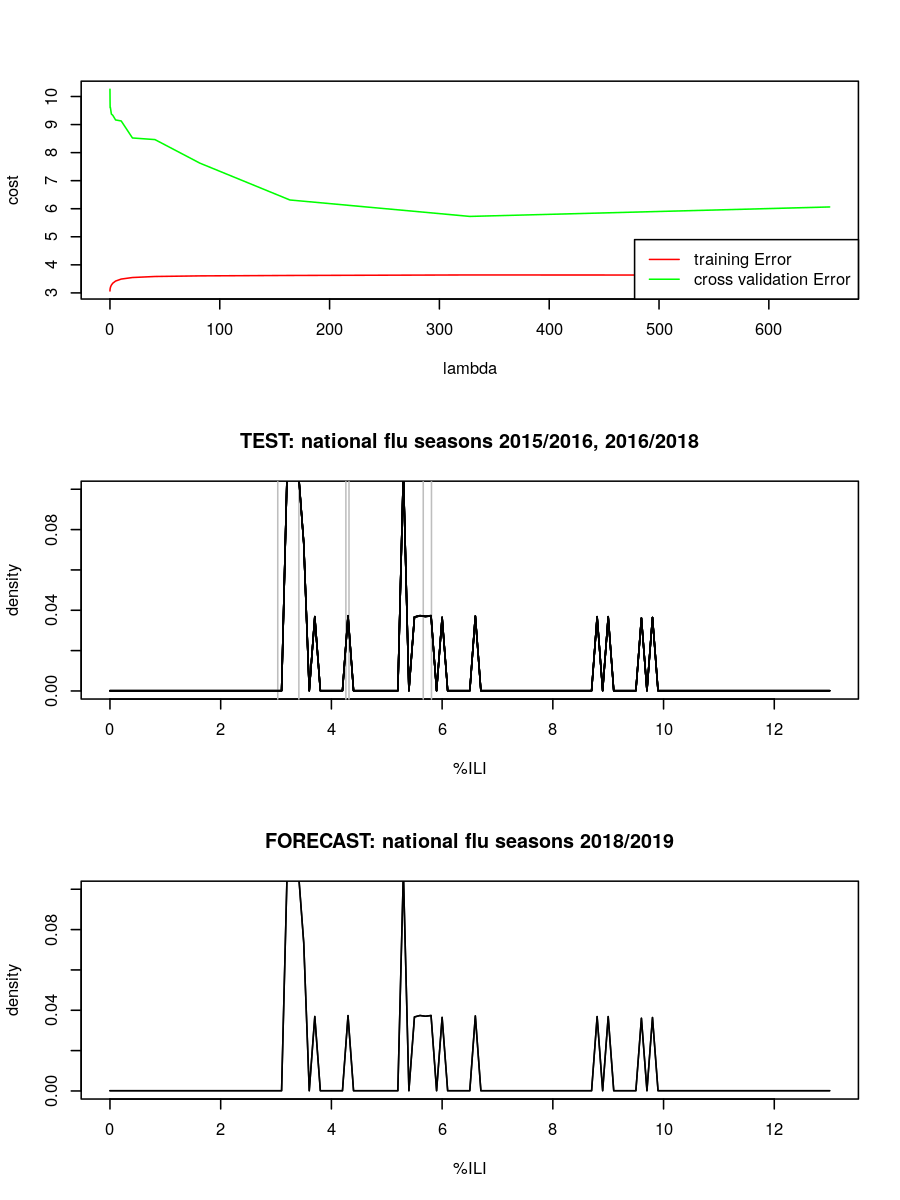 cost
3 4 5 6 7 8 9 10
0 100 200 300 400 500 600
lambda
training Error
cross validation Error
TEST: national flu seasons 2015/2016, 2016/2018
density
0.00 0.04 0.08
0 2 4 6 8 10 12
%ILI
FORECAST: national flu seasons 2018/2019
density
0.00 0.04 0.08
0 2 4 6 8 10 12
%ILI